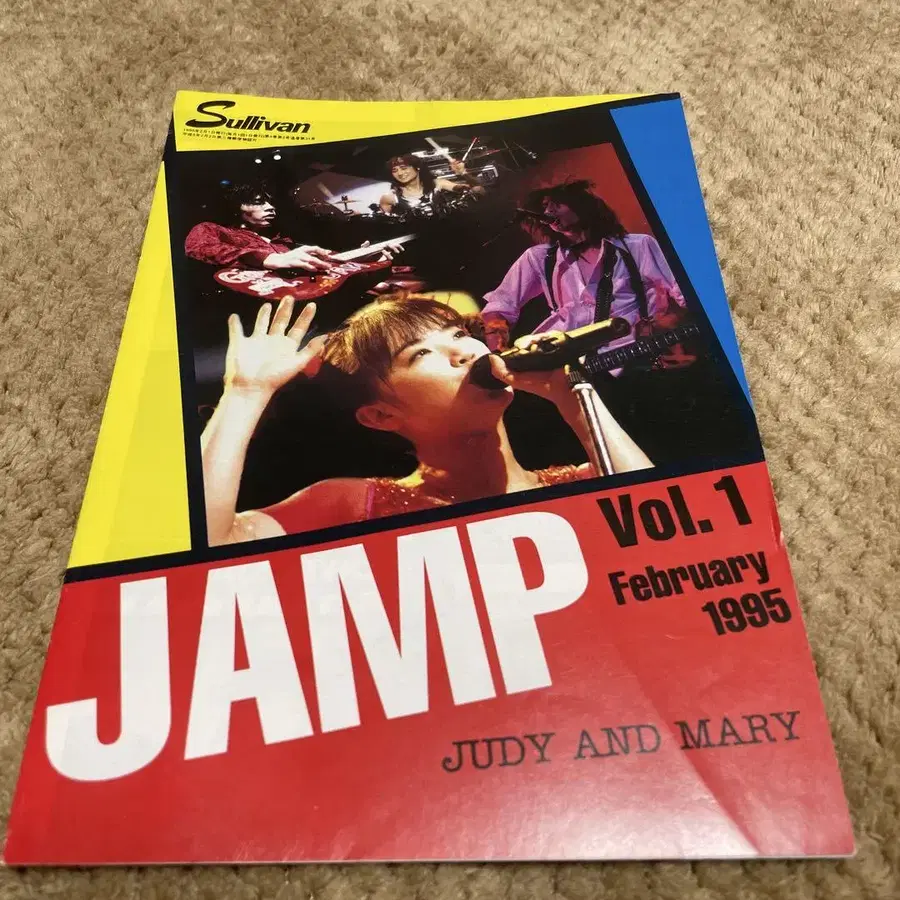 Sullivan
JAMP
Vol. 1
February
1995
JUDY AND MARY